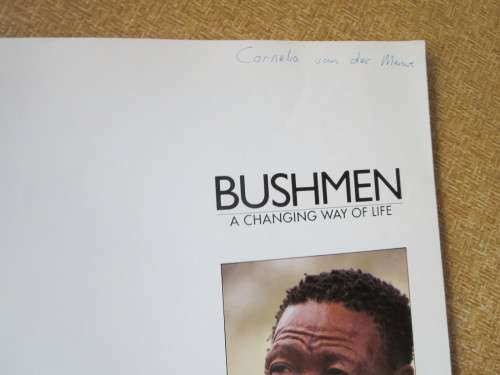 Cornelia van der Merwe
BUSHMEN
A CHANGING WAY OF LIFE